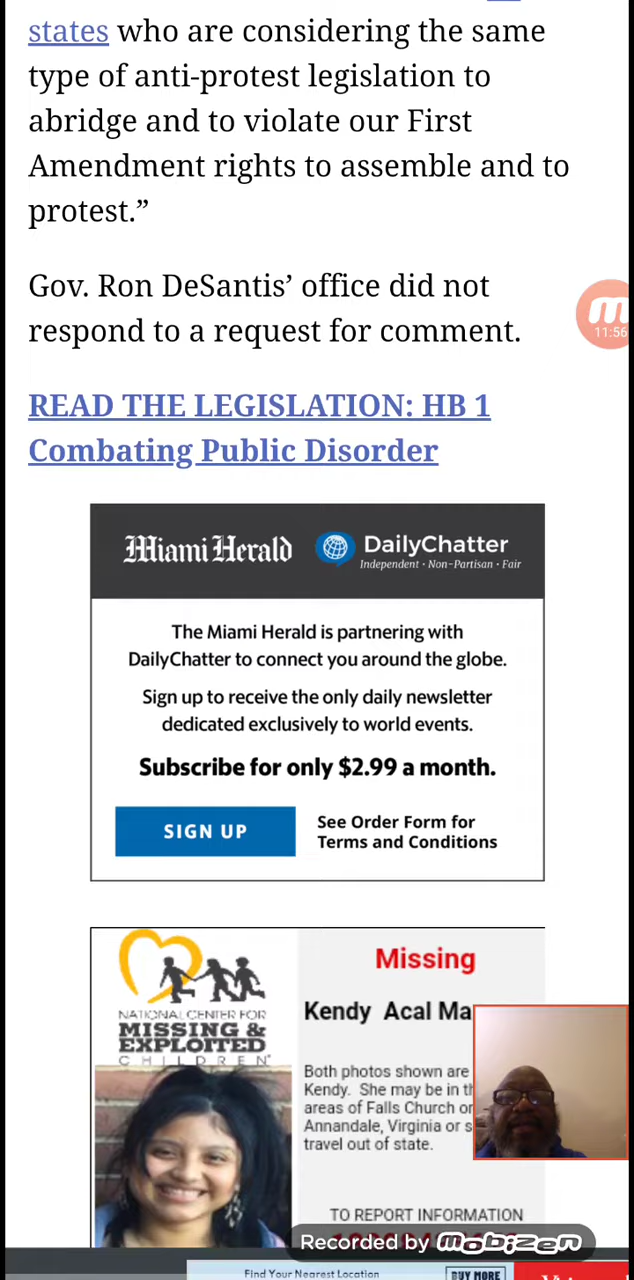 states who are considering the same
type of anti-protest legislation to
abridge and to violate our First
Amendment rights to assemble and to
protest.”
Gov. Ron DeSantis’ office did not
respond to a request for comment.
11:56
READ THE LEGISLATION: HB 1
Combating Public Disorder
Miami Herald DailyChatter
Independent · Non-Partisan · Fair
The Miami Herald is partnering with
DailyChatter to connect you around the globe.
Sign up to receive the only daily newsletter
dedicated exclusively to world events.
Subscribe for only $2.99 a month.
SIGN UP
See Order Form for
Terms and Conditions
NATIONAL CENTER FOR
MISSING &
EXPLOITED
CHILDREN
Missing
Kendy Acal Ma
Both photos shown are
Kendy. She may be in th
areas of Falls Church or
Annandale, Virginia or s
travel out of state.
TO REPORT INFORMATION
Recorded by Mobizen
Find Your Nearest Location
BUY MORE